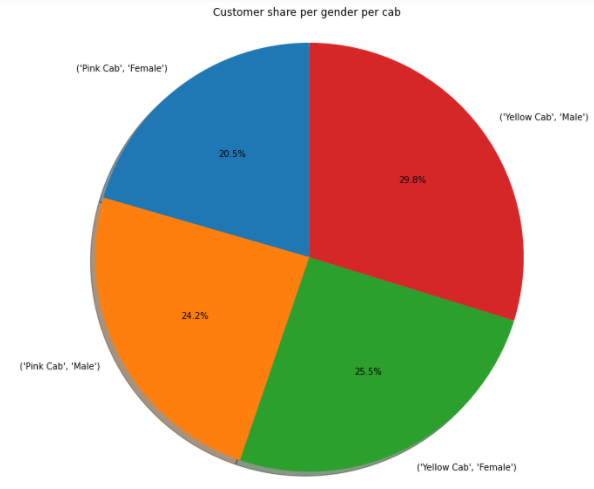 Customer share per gender per cab
('Pink Cab', 'Female')
('Yellow Cab', 'Male')
20.5%
29.8%
24.2%
('Pink Cab', 'Male')
25.5%
('Yellow Cab', 'Female')